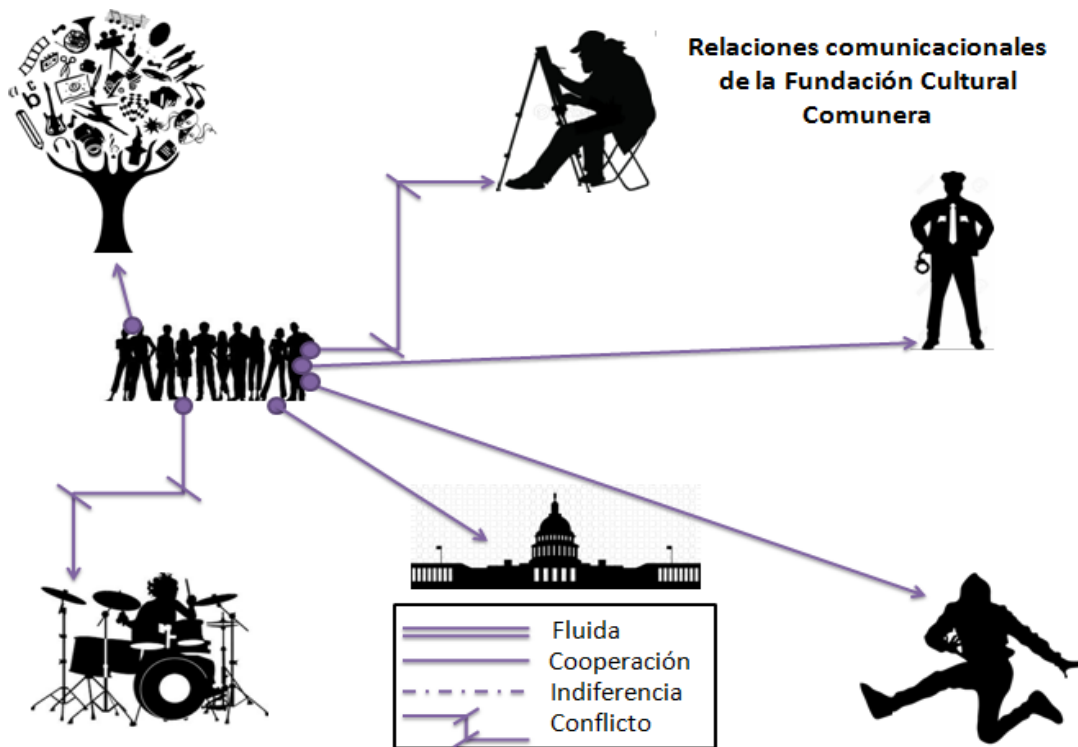 Relaciones comunicacionales
de la Fundación Cultural
Comunera
Fluida
Cooperación
Indiferencia
Conflicto